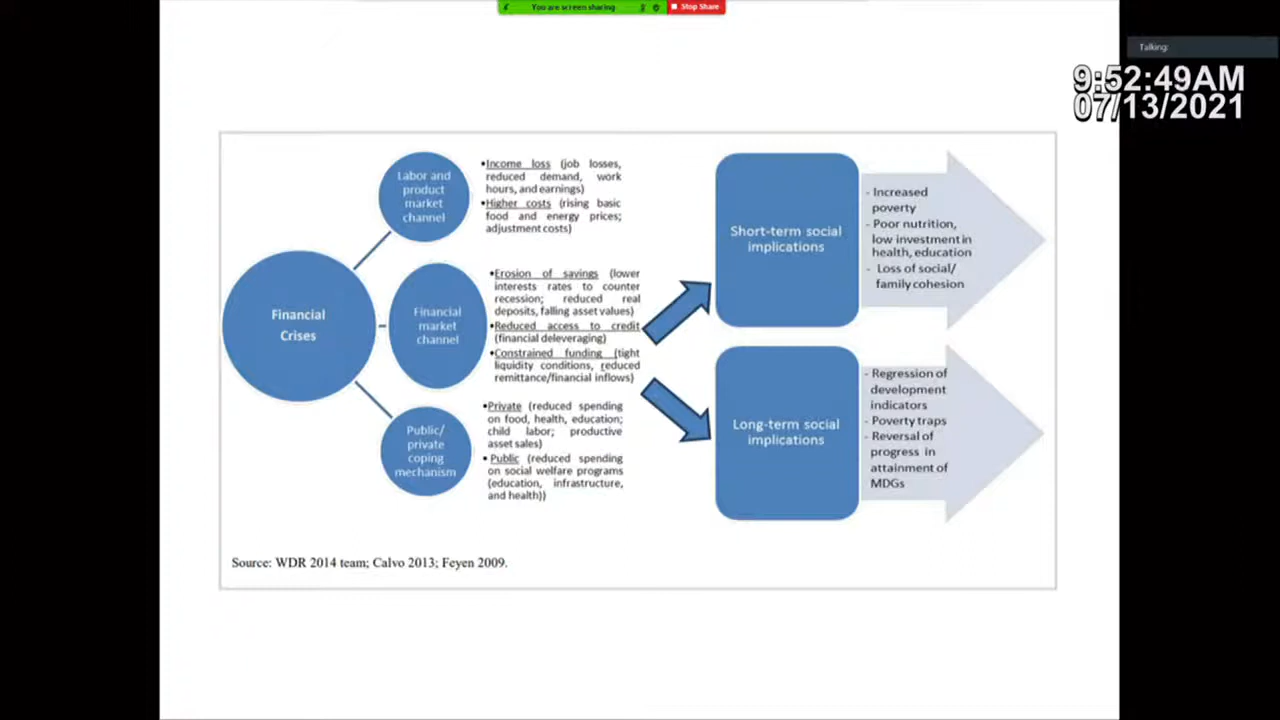 You are screen sharing
Stop Share
Talking:
9:52:49AM
07/13/2021
Financial
Crises
Labor and
product
market
channel
•Income loss (job losses,
reduced demand, work
hours, and earnings)
•Higher costs (rising basic
food and energy prices;
adjustment costs)
Financial
market
channel
•Erosion of savings (lower
interests rates to counter
recession; reduced real
deposits, falling asset values)
•Reduced access to credit
(financial deleveraging)
•Constrained funding (tight
liquidity conditions, reduced
remittance/financial inflows)
Public/
private
coping
mechanism
•Private (reduced spending
on food, health, education;
child labor; productive
asset sales)
• Public (reduced spending
on social welfare programs
(education, infrastructure,
and health))
Short-term social
implications
- Increased
poverty
- Poor nutrition,
low investment in
health, education
- Loss of social/
family cohesion
Long-term social
implications
- Regression of
development
indicators
- Poverty traps
- Reversal of
progress in
attainment of
MDGs
Source: WDR 2014 team; Calvo 2013; Feyen 2009.